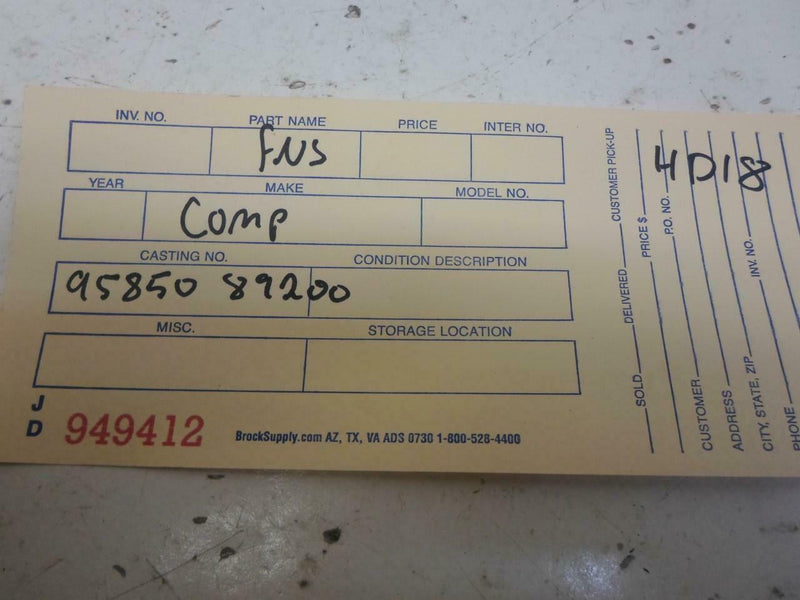 INV. NO. PART NAME PRICE INTER NO.
FNS
YEAR MAKE MODEL NO.
COMP
CASTING NO. CONDITION DESCRIPTION
95850 89200
MISC. STORAGE LOCATION
J
D 949412 BrockSupply.com AZ, TX, VA ADS 0730 1-800-528-4400
SOLD DELIVERED CUSTOMER PICK-UP
PRICE $
P.O. NO.
HD18
CUSTOMER
ADDRESS INV. NO.
CITY, STATE, ZIP
PHONE